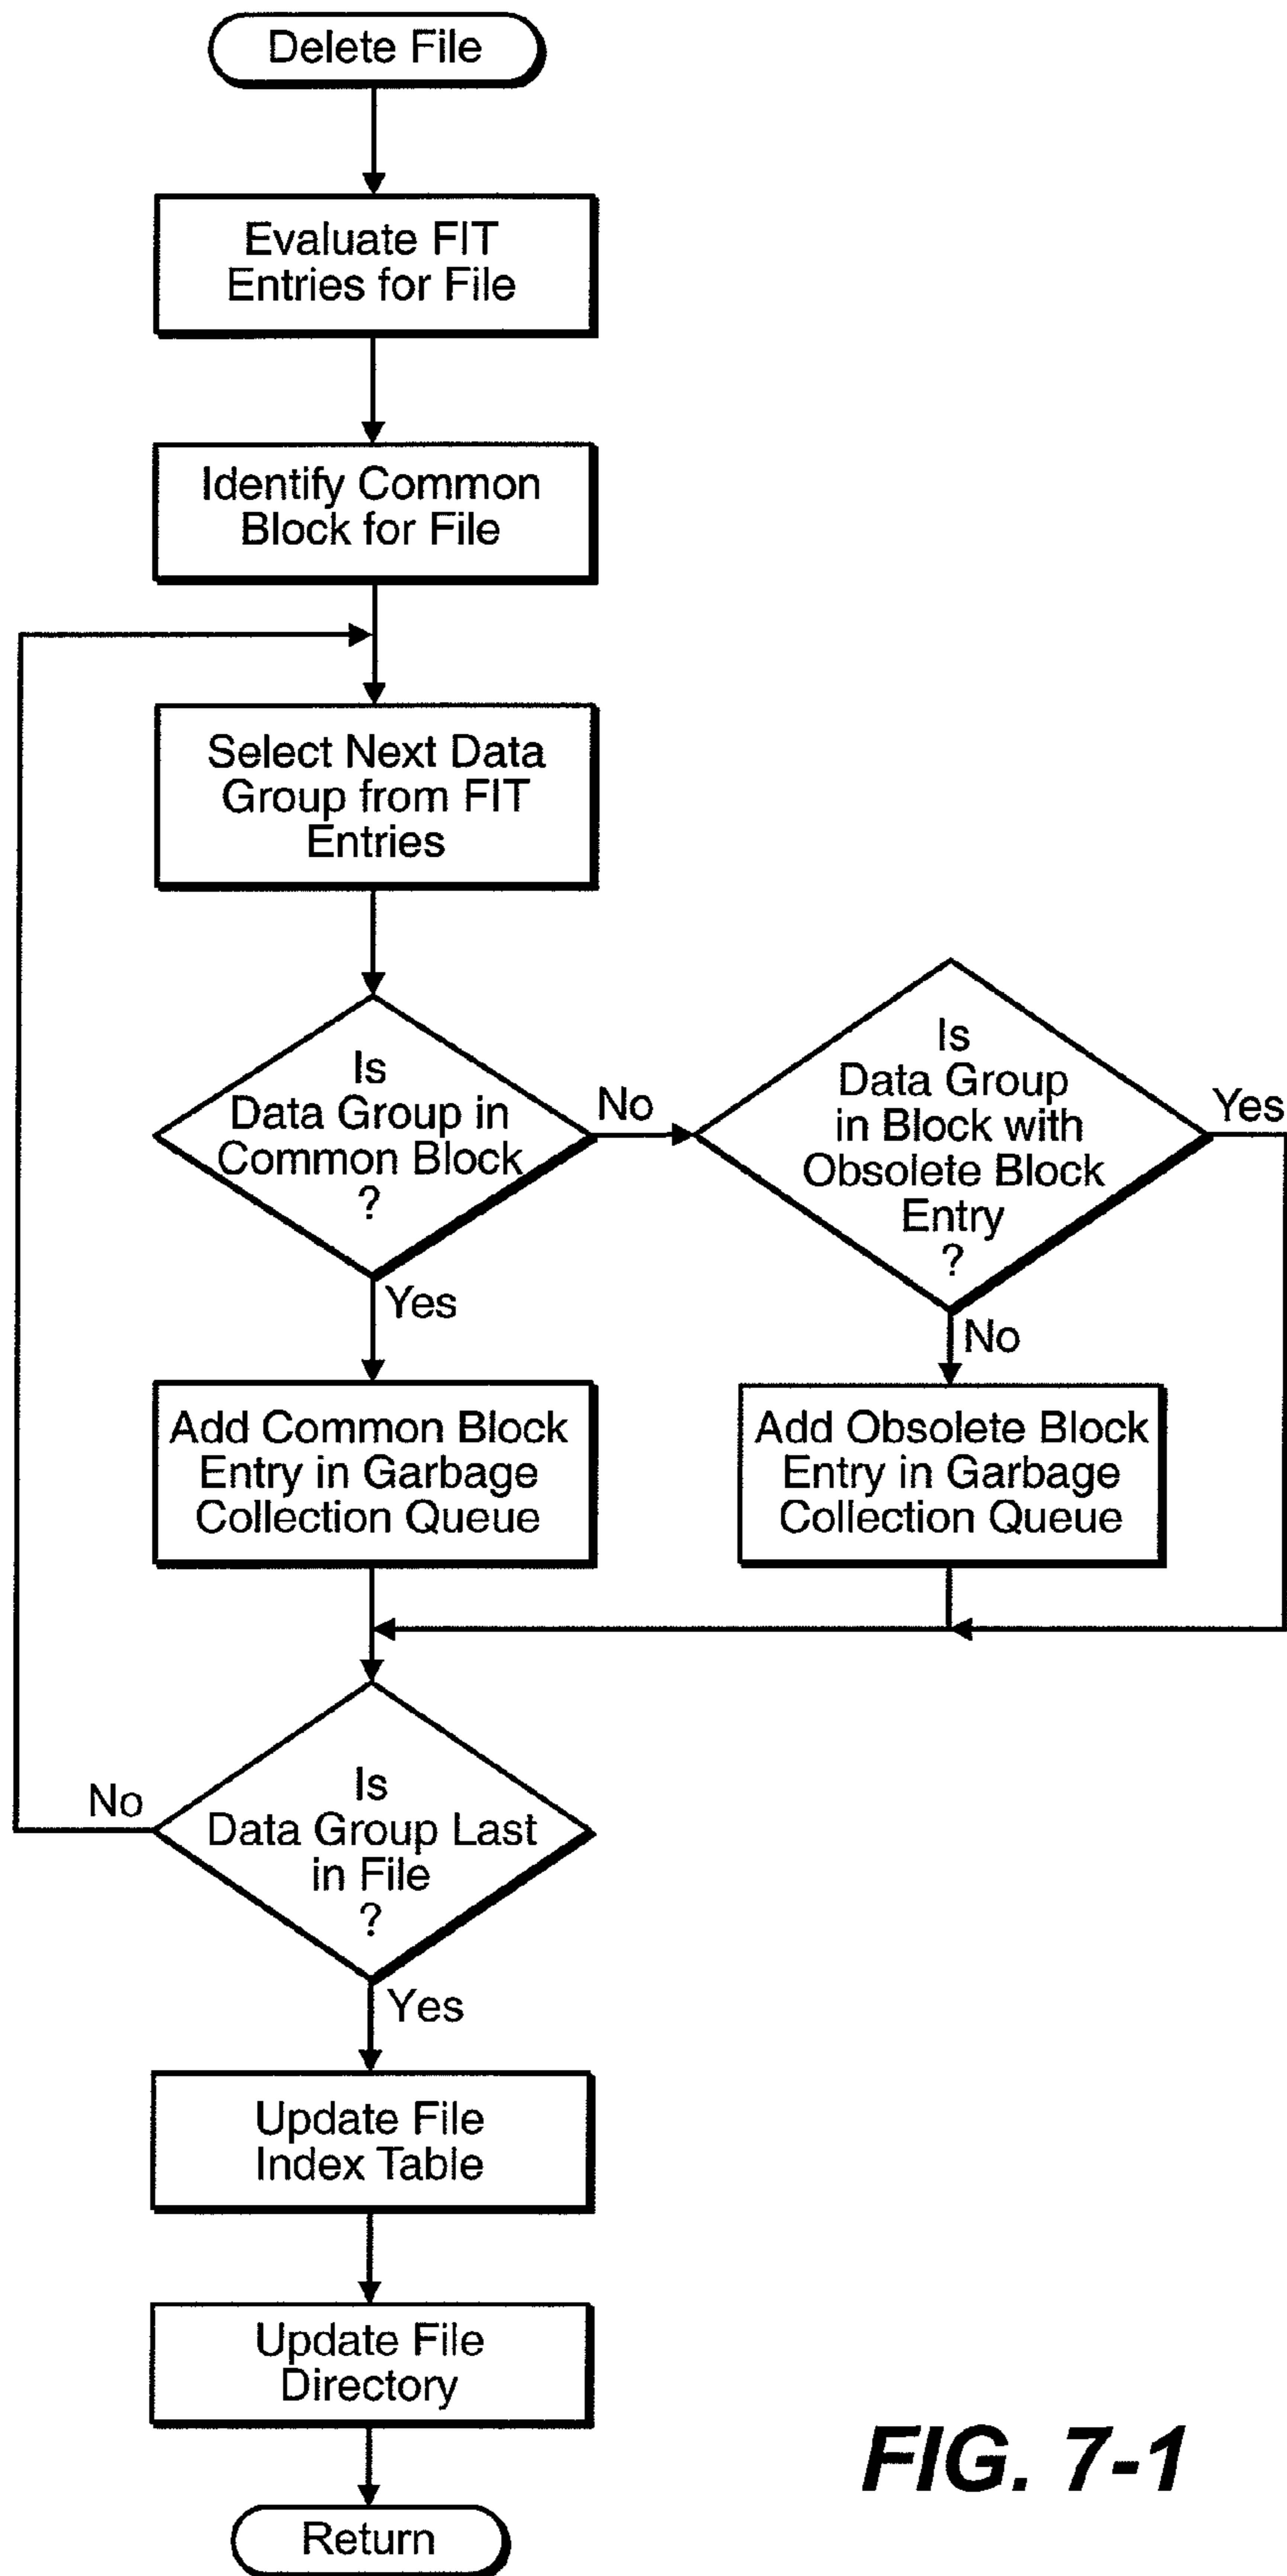 Delete File
Evaluate FIT
Entries for File
Identify Common
Block for File
Select Next Data
Group from FIT
Entries
Is
Data Group in
Common Block
?
No
Yes
Is
Data Group
in Block with
Obsolete Block
Entry
?
Yes
No
Add Common Block
Entry in Garbage
Collection Queue
Add Obsolete Block
Entry in Garbage
Collection Queue
Is
Data Group Last
in File
?
No
Yes
Update File
Index Table
Update File
Directory
Return
FIG. 7-1